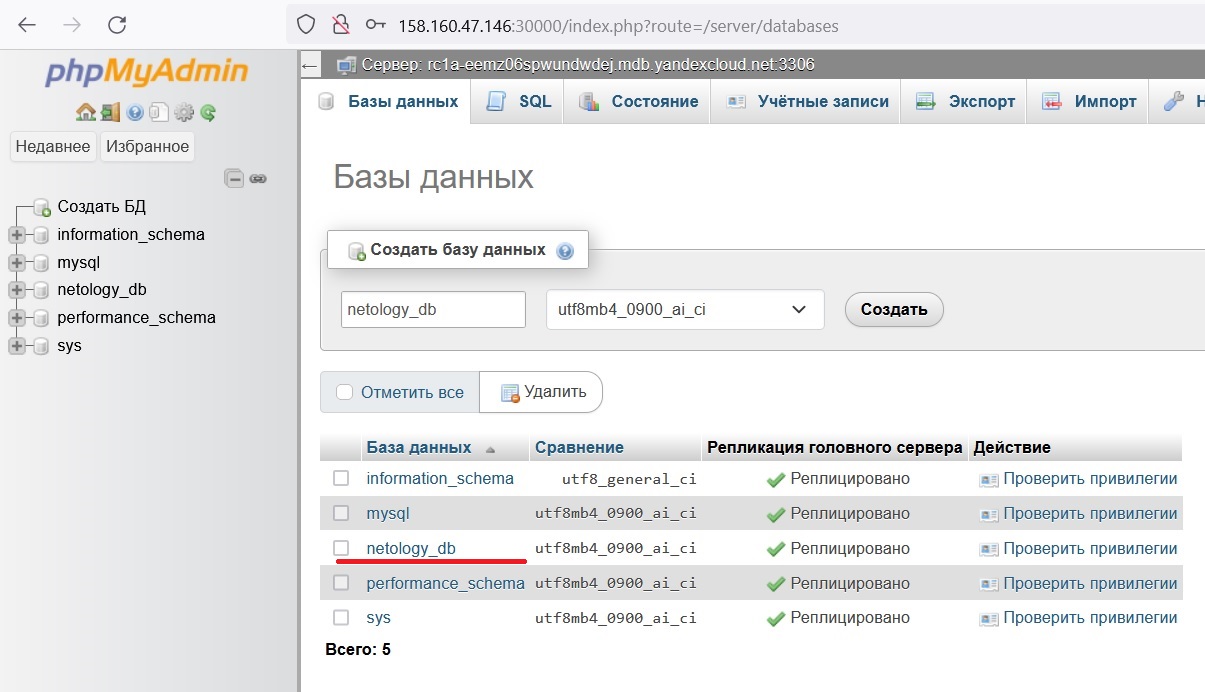 158.160.47.146:30000/index.php?route=/server/databases
phpMyAdmin
Недавнее Избранное
Создать БД
information_schema
mysql
netology_db
performance_schema
sys
Сервер: rc1a-eemz06spwundwdej.mdb.yandexcloud.net:3306
Базы данных SQL Состояние Учётные записи Экспорт Импорт Н
Базы данных
Создать базу данных
netology_db utf8mb4_0900_ai_ci Создать
Отметить все Удалить
База данных Сравнение Репликация головного сервера Действие
information_schema utf8_general_ci Реплицировано Проверить привилегии
mysql utf8mb4_0900_ai_ci Реплицировано Проверить привилегии
netology_db utf8mb4_0900_ai_ci Реплицировано Проверить привилегии
performance_schema utf8mb4_0900_ai_ci Реплицировано Проверить привилегии
sys utf8mb4_0900_ai_ci Реплицировано Проверить привилегии
Всего: 5